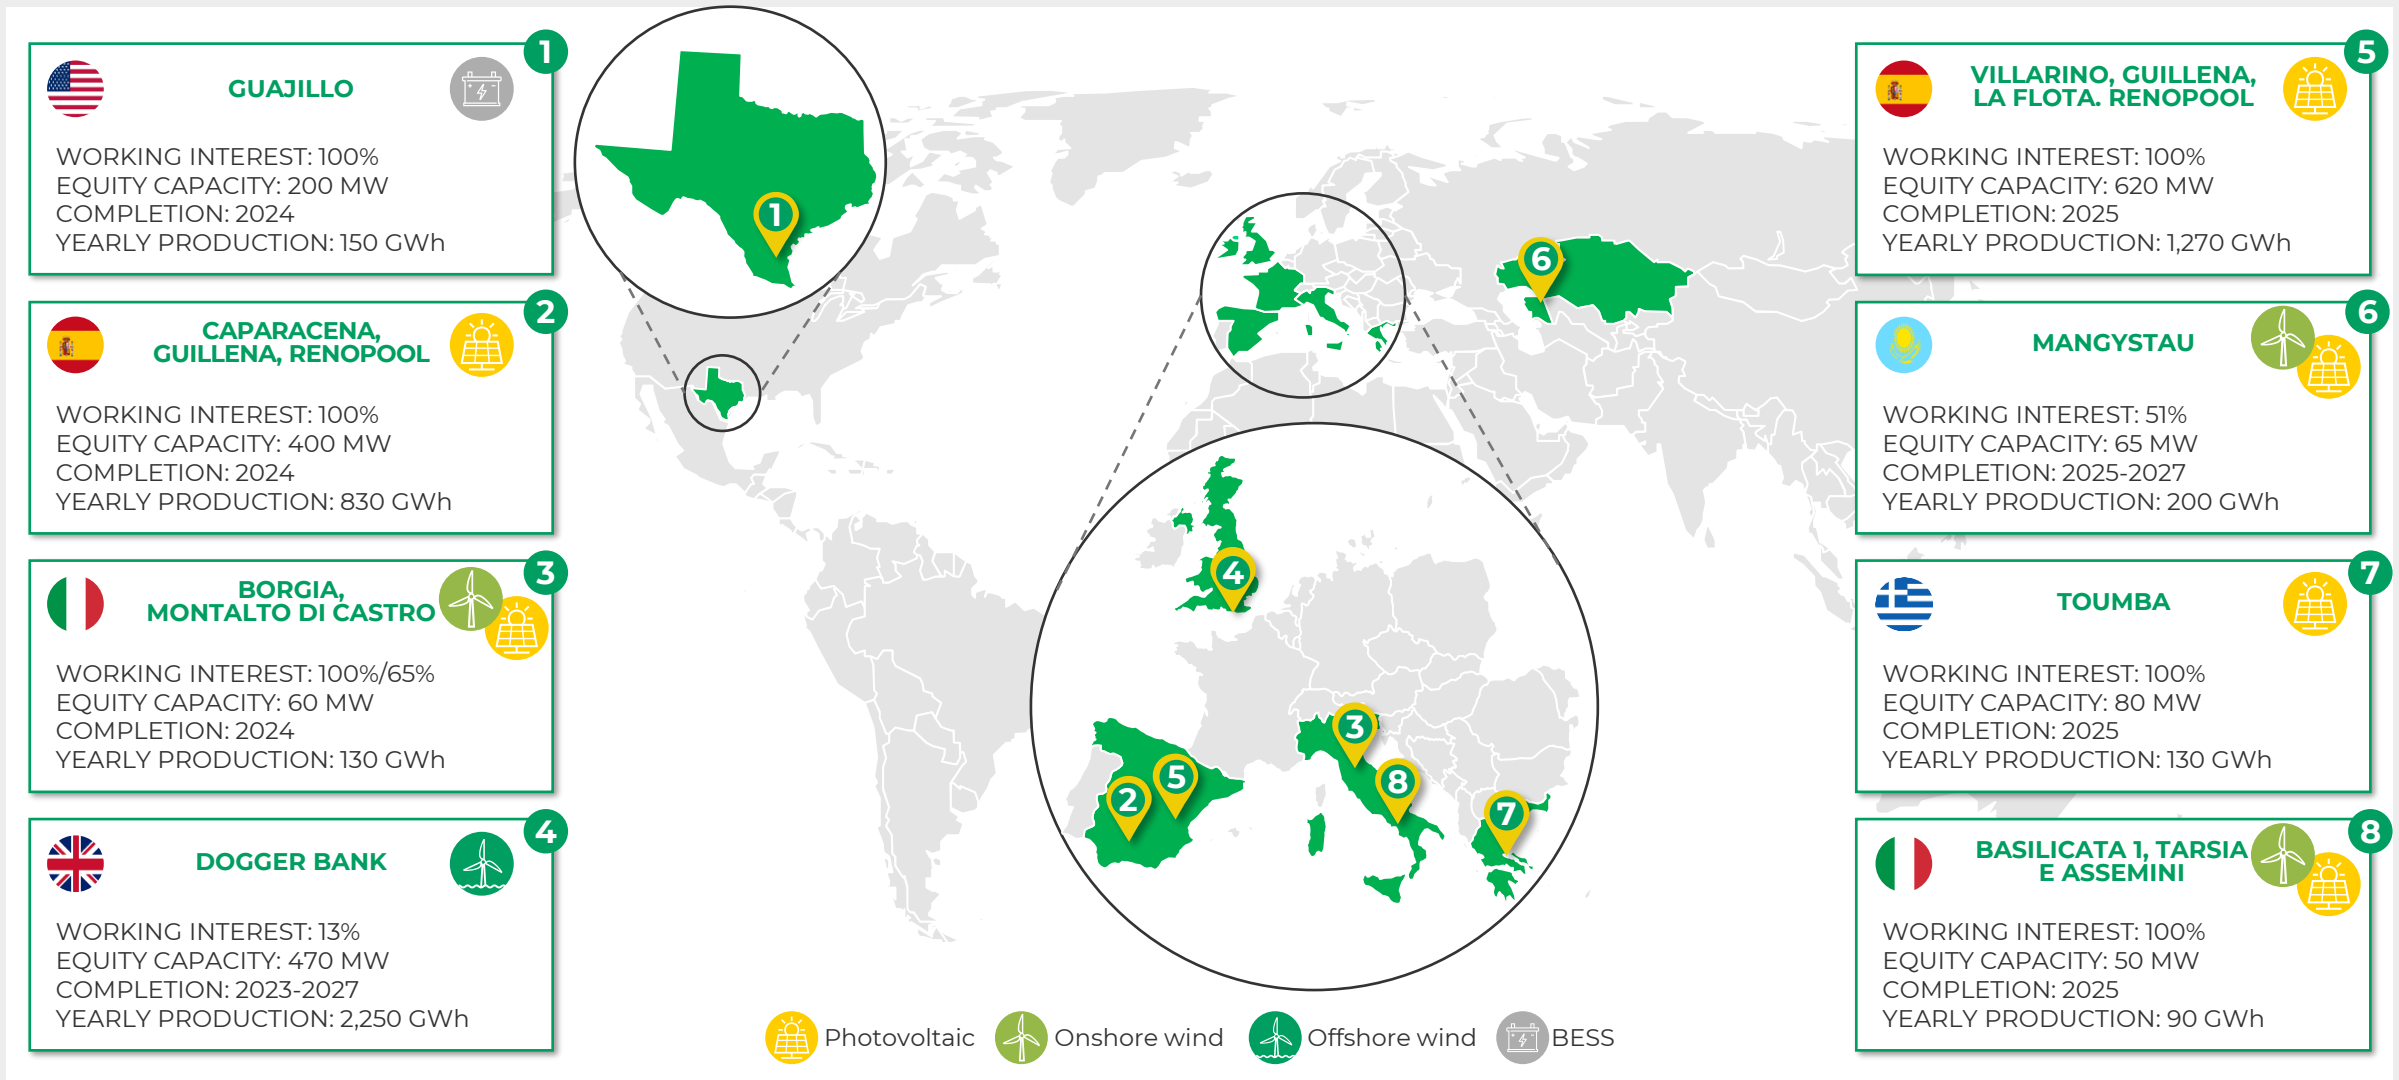 1
GUAJILLO
WORKING INTEREST: 100%
EQUITY CAPACITY: 200 MW
COMPLETION: 2024
YEARLY PRODUCTION: 150 GWh
2
CAPARACENA,
GUILLENA, RENOPOOL
WORKING INTEREST: 100%
EQUITY CAPACITY: 400 MW
COMPLETION: 2024
YEARLY PRODUCTION: 830 GWh
3
BORGIA,
MONTALTO DI CASTRO
WORKING INTEREST: 100%/65%
EQUITY CAPACITY: 60 MW
COMPLETION: 2024
YEARLY PRODUCTION: 130 GWh
4
DOGGER BANK
WORKING INTEREST: 13%
EQUITY CAPACITY: 470 MW
COMPLETION: 2023-2027
YEARLY PRODUCTION: 2,250 GWh
1
6
4
3
5
8
2
7
Photovoltaic
Onshore wind
Offshore wind
BESS
5
VILLARINO, GUILLENA,
LA FLOTA. RENOPOOL
WORKING INTEREST: 100%
EQUITY CAPACITY: 620 MW
COMPLETION: 2025
YEARLY PRODUCTION: 1,270 GWh
6
MANGYSTAU
WORKING INTEREST: 51%
EQUITY CAPACITY: 65 MW
COMPLETION: 2025-2027
YEARLY PRODUCTION: 200 GWh
7
TOUMBA
WORKING INTEREST: 100%
EQUITY CAPACITY: 80 MW
COMPLETION: 2025
YEARLY PRODUCTION: 130 GWh
8
BASILICATA 1, TARSIA
E ASSEMINI
WORKING INTEREST: 100%
EQUITY CAPACITY: 50 MW
COMPLETION: 2025
YEARLY PRODUCTION: 90 GWh